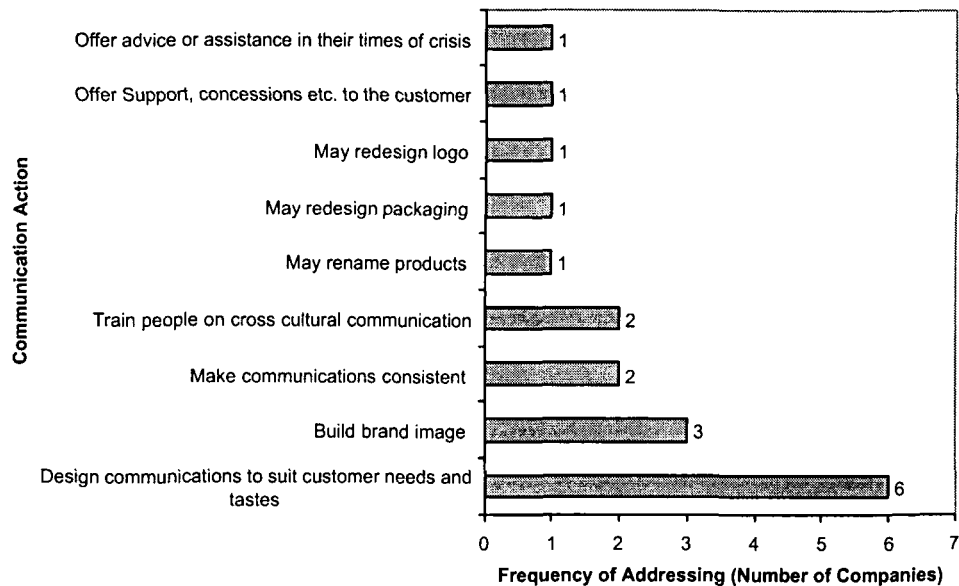 Communication Action
Offer advice or assistance in their times of crisis
1
Offer Support, concessions etc. to the customer
1
May redesign logo
1
May redesign packaging
1
May rename products
1
Train people on cross cultural communication
2
Make communications consistent
2
Build brand image
3
Design communications to suit customer needs and
tastes
6
0 1 2 3 4 5 6 7
Frequency of Addressing (Number of Companies)